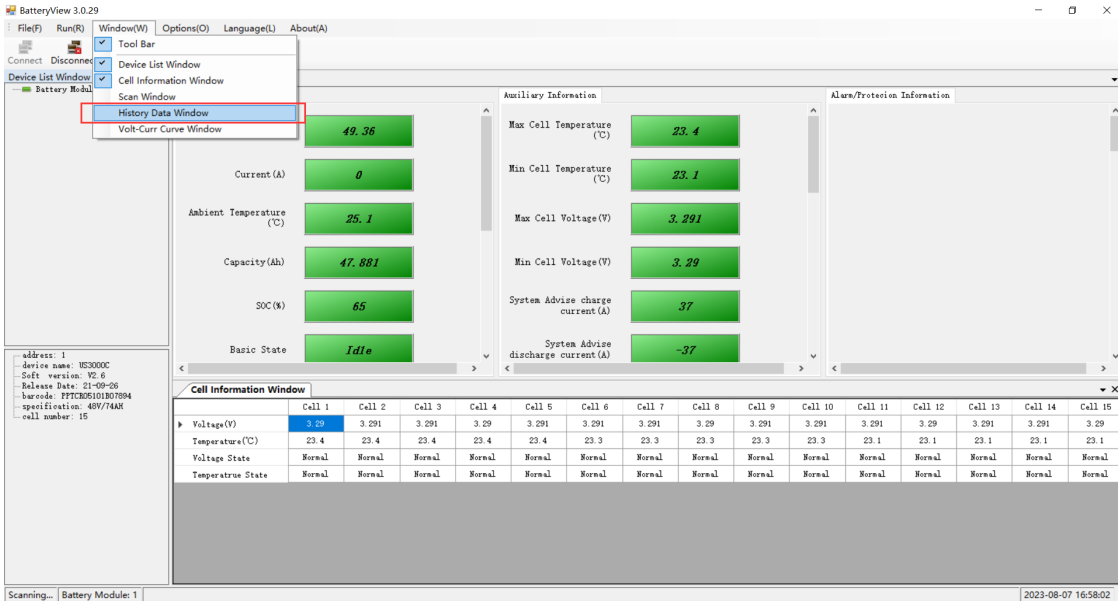 BatteryView 3.0.29
File(F) Run(R) Window(W) Options(O) Language(L) About(A)
Connect Disconnec
Tool Bar
Device List Window
Cell Information Window
Scan Window
History Data Window
Volt-Curr Curve Window
Device List Window
Battery Modul
49.36
Current(A) 0
Ambient Temperature
(℃) 25.1
Capacity(Ah) 47.881
SOC(%) 65
Basic State Idle
Auxiliary Information
Max Cell Temperature
(℃) 23.4
Min Cell Temperature
(℃) 23.1
Max Cell Voltage(V) 3.291
Min Cell Voltage(V) 3.29
System Advise charge
current(A) 37
System Advise
discharge current(A) -37
Alarm/Protecion Information
address: 1
device name: US3000C
Soft version: V2.6
Release Date: 21-09-26
barcode: PPTCR05101B07894
specification: 48V/74AH
cell number: 15
Cell Information Window
Cell 1 Cell 2 Cell 3 Cell 4 Cell 5 Cell 6 Cell 7 Cell 8 Cell 9 Cell 10 Cell 11 Cell 12 Cell 13 Cell 14 Cell 15
Voltage(V) 3.29 3.291 3.291 3.29 3.291 3.291 3.291 3.29 3.291 3.291 3.291 3.29 3.291 3.291 3.29
Temperature(℃) 23.4 23.4 23.4 23.4 23.4 23.3 23.3 23.3 23.3 23.3 23.1 23.1 23.1 23.1 23.1
Voltage State Normal Normal Normal Normal Normal Normal Normal Normal Normal Normal Normal Normal Normal Normal Normal
Temperatrue State Normal Normal Normal Normal Normal Normal Normal Normal Normal Normal Normal Normal Normal Normal Normal
Scanning... Battery Module: 1 2023-08-07 16:58:02